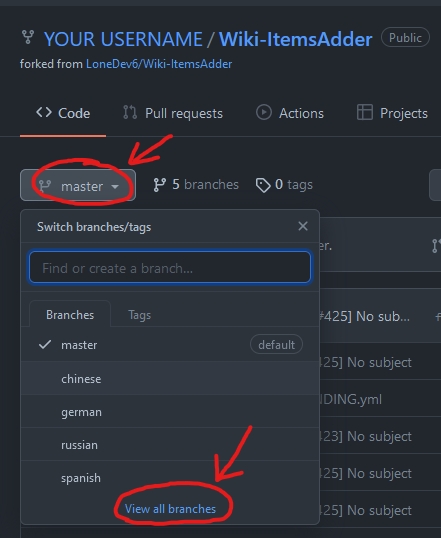 YOUR USERNAME / Wiki-ItemsAdder Public
forked from LoneDev6/Wiki-ItemsAdder
Code Pull requests Actions Projects
master 5 branches 0 tags
Switch branches/tags
Find or create a branch...
er.
Branches Tags
#425] No sub...
master default
chinese
425] No subject
NDING.yml
german
russian
423] No subject
spanish
425] No subject
View all branches
425] No subject